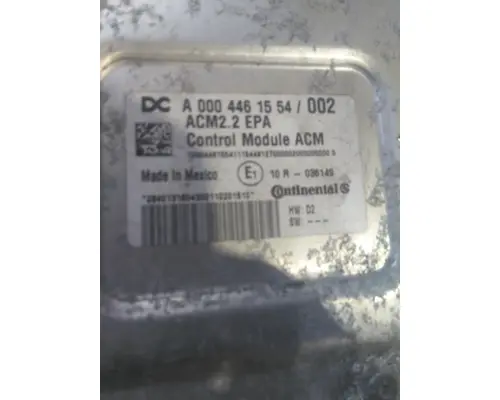 DC A 000 446 15 54 / 002
ACM2.2 EPA
Control Module ACM
Made in Mexico E1 10 R - 036145
Continental
HW: D2
SW: ---